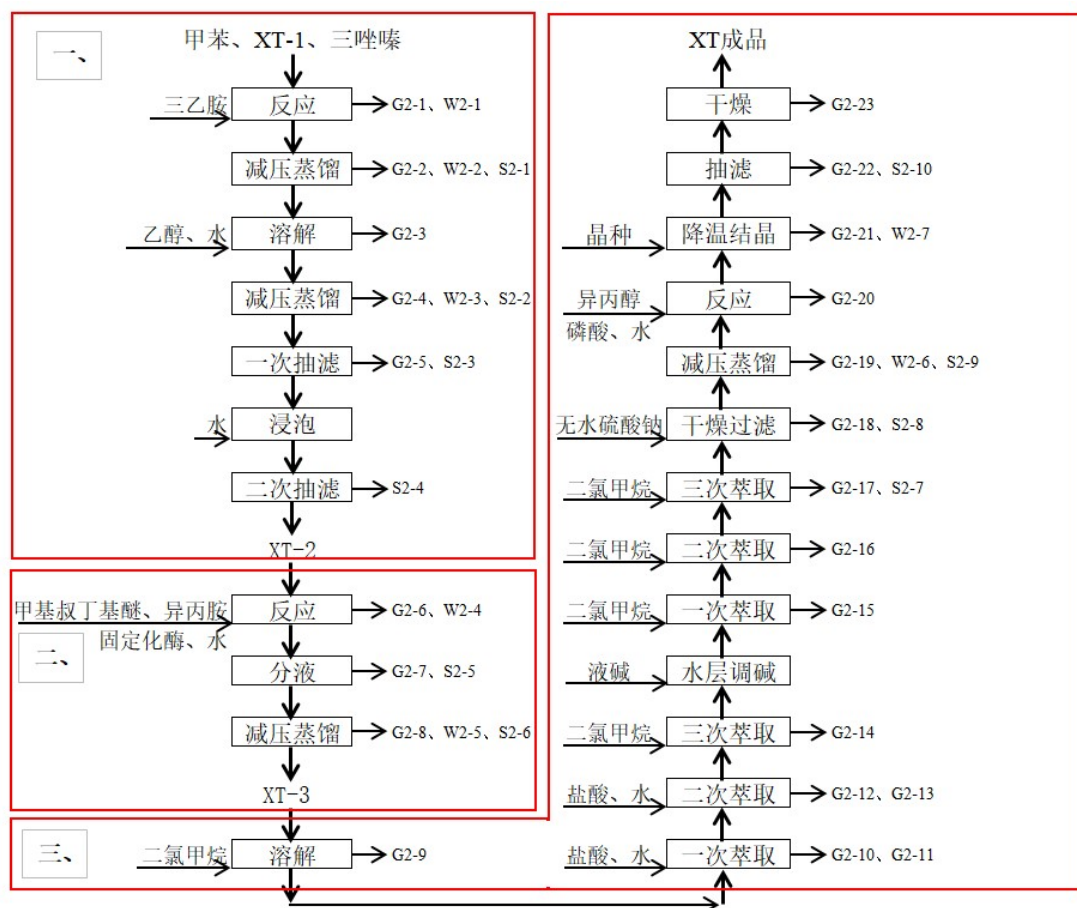 一、
甲苯、XT-1、三唑嗪
三乙胺
反应
G2-1、W2-1
减压蒸馏
G2-2、W2-2、S2-1
乙醇、水
溶解
G2-3
减压蒸馏
G2-4、W2-3、S2-2
一次抽滤
G2-5、S2-3
水
浸泡
二次抽滤
S2-4
XT-2
二、
甲基叔丁基醚、异丙胺
固定化酶、水
反应
G2-6、W2-4
分液
G2-7、S2-5
减压蒸馏
G2-8、W2-5、S2-6
XT-3
三、
二氯甲烷
溶解
G2-9
XT成品
干燥
G2-23
抽滤
G2-22、S2-10
晶种
降温结晶
G2-21、W2-7
异丙醇
磷酸、水
反应
G2-20
减压蒸馏
G2-19、W2-6、S2-9
无水硫酸钠
干燥过滤
G2-18、S2-8
二氯甲烷
三次萃取
G2-17、S2-7
二氯甲烷
二次萃取
G2-16
二氯甲烷
一次萃取
G2-15
液碱
水层调碱
二氯甲烷
三次萃取
G2-14
盐酸、水
二次萃取
G2-12、G2-13
盐酸、水
一次萃取
G2-10、G2-11